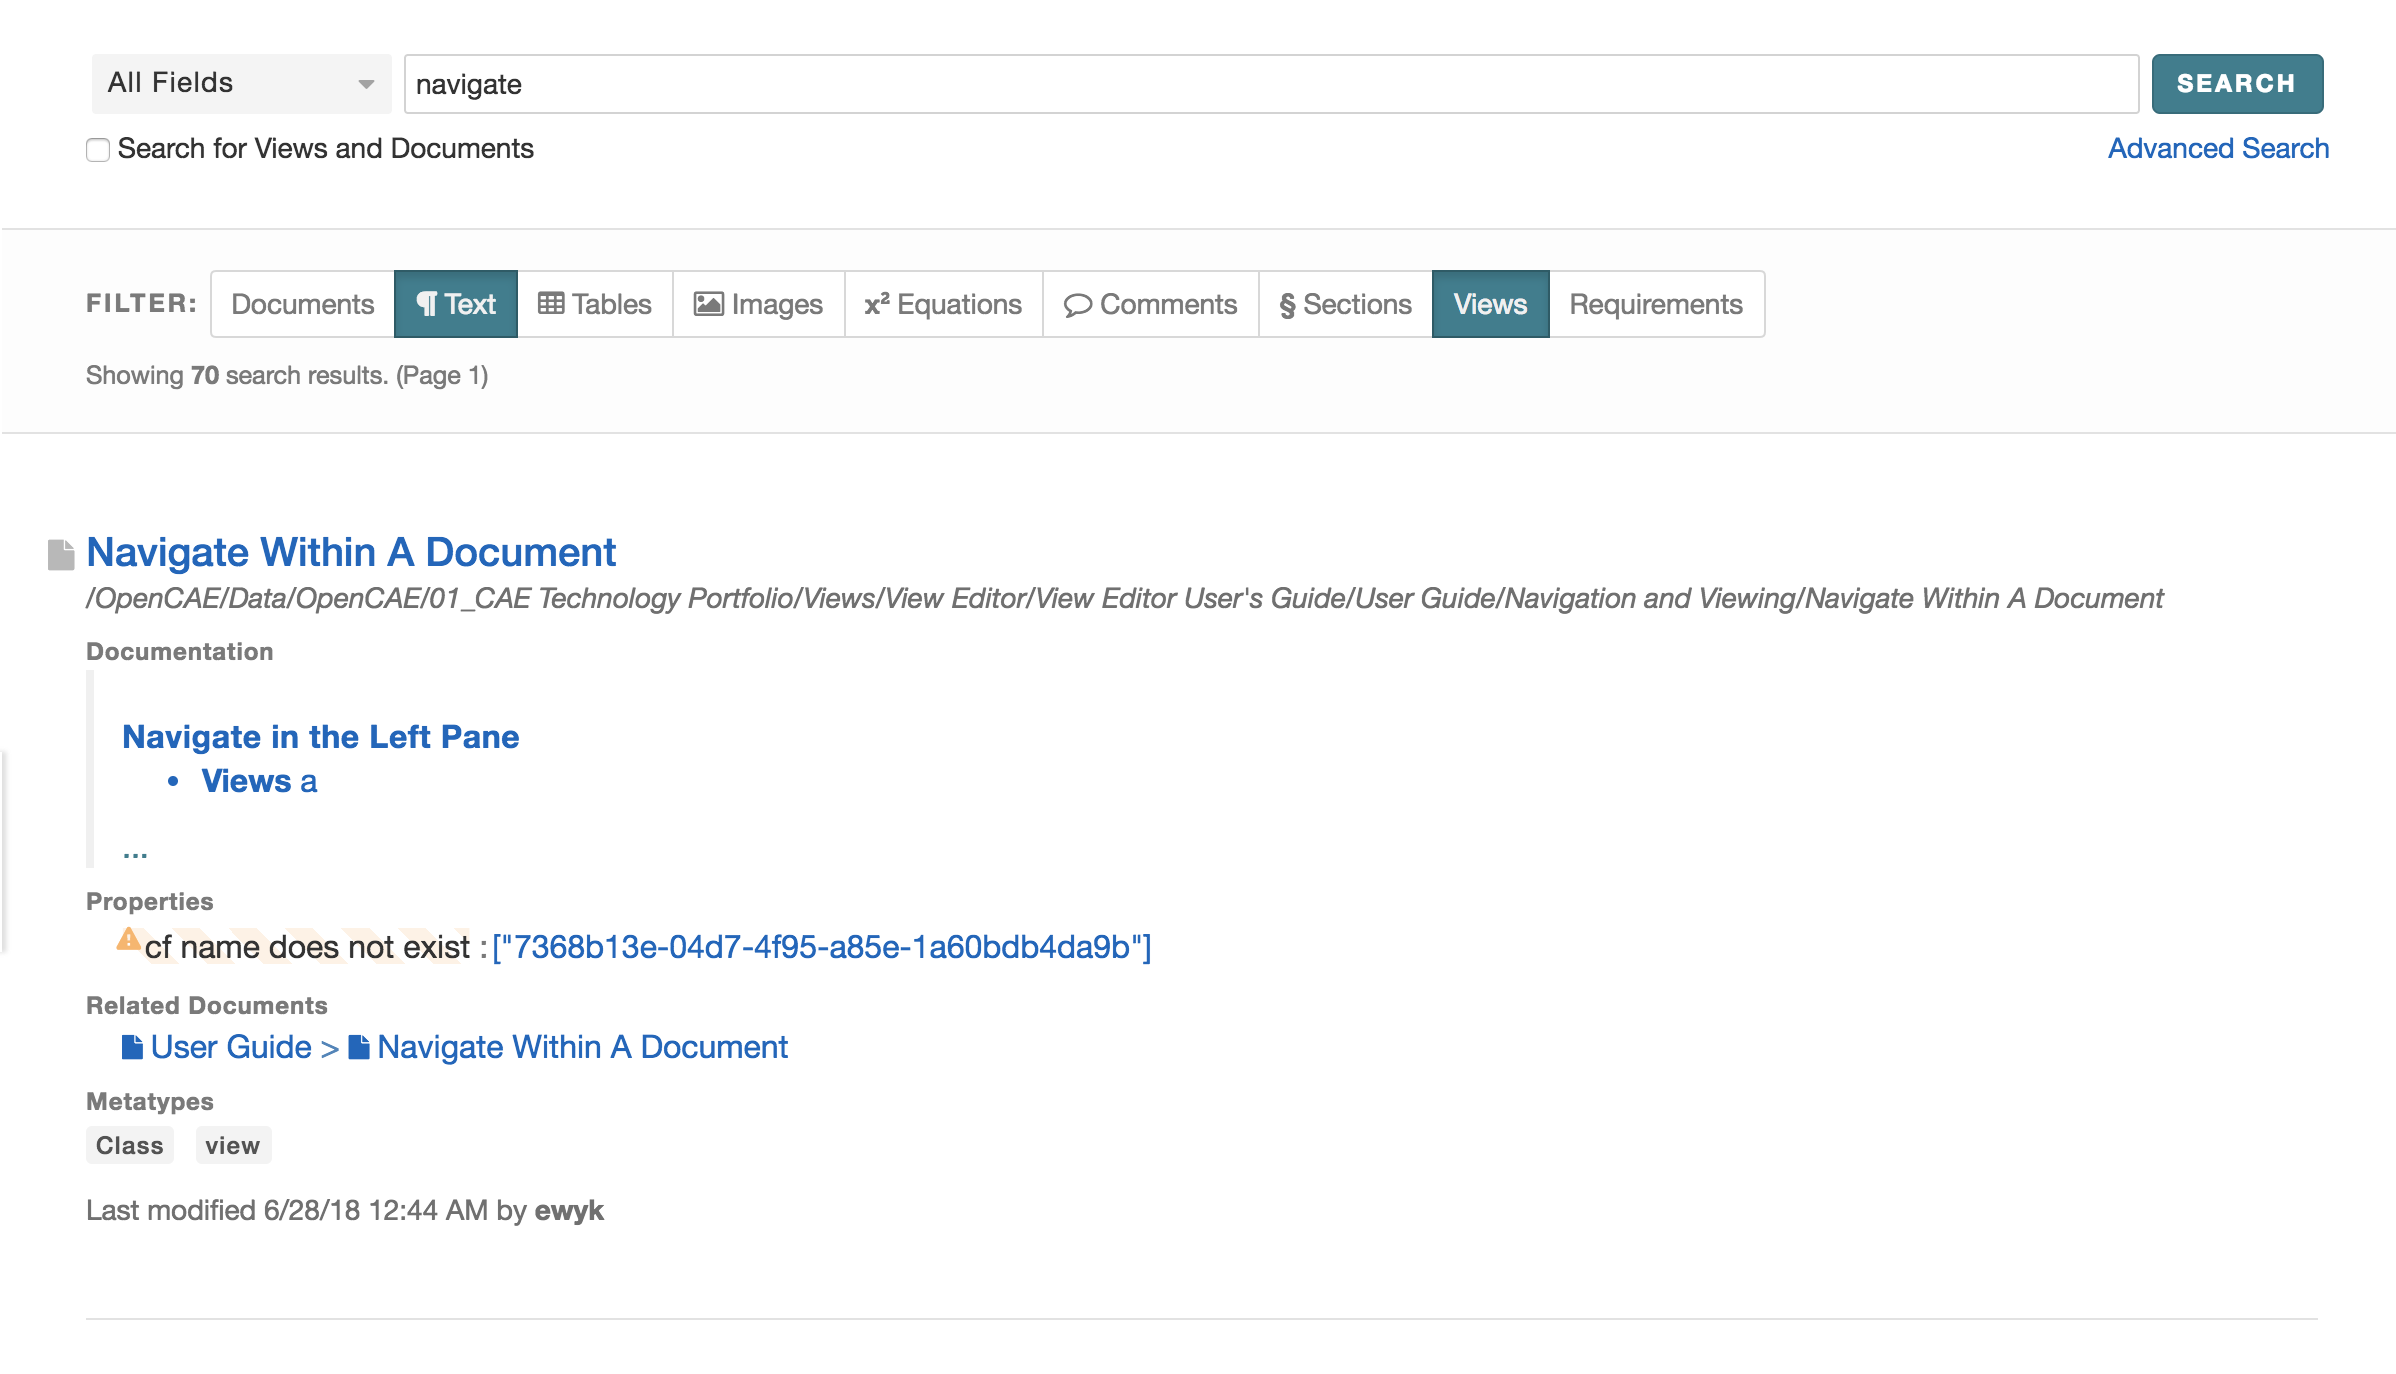 All Fields navigate SEARCH
Search for Views and Documents Advanced Search
FILTER: Documents ¶ Text Tables Images x² Equations Comments § Sections Views Requirements
Showing 70 search results. (Page 1)
Navigate Within A Document
/OpenCAE/Data/OpenCAE/01_CAE Technology Portfolio/Views/View Editor/View Editor User's Guide/User Guide/Navigation and Viewing/Navigate Within A Document
Documentation
Navigate in the Left Pane
• Views a
...
Properties
cf name does not exist : ["7368b13e-04d7-4f95-a85e-1a60bdb4da9b"]
Related Documents
User Guide > Navigate Within A Document
Metatypes
Class view
Last modified 6/28/18 12:44 AM by ewyk